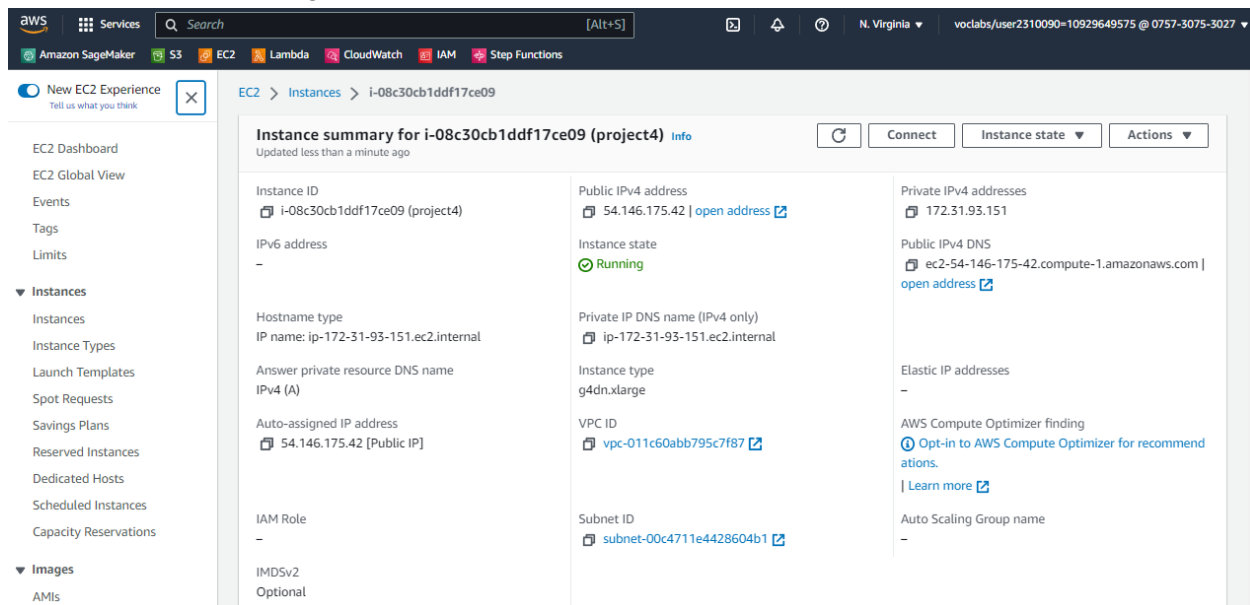 aws
Services
Search
[Alt+S]
N. Virginia
voclabs/user2310090=10929649575 @ 0757-3075-3027
Amazon SageMaker
S3
EC2
Lambda
CloudWatch
IAM
Step Functions
New EC2 Experience
Tell us what you think
EC2 Dashboard
EC2 Global View
Events
Tags
Limits
Instances
Instances
Instance Types
Launch Templates
Spot Requests
Savings Plans
Reserved Instances
Dedicated Hosts
Scheduled Instances
Capacity Reservations
Images
AMIs
EC2 > Instances > i-08c30cb1ddf17ce09
Instance summary for i-08c30cb1ddf17ce09 (project4) Info
Updated less than a minute ago
Connect
Instance state
Actions
Instance ID
i-08c30cb1ddf17ce09 (project4)
Public IPv4 address
54.146.175.42 | open address
Private IPv4 addresses
172.31.93.151
IPv6 address
–
Instance state
Running
Public IPv4 DNS
ec2-54-146-175-42.compute-1.amazonaws.com |
open address
Hostname type
IP name: ip-172-31-93-151.ec2.internal
Private IP DNS name (IPv4 only)
ip-172-31-93-151.ec2.internal
Answer private resource DNS name
IPv4 (A)
Instance type
g4dn.xlarge
Elastic IP addresses
–
Auto-assigned IP address
54.146.175.42 [Public IP]
VPC ID
vpc-011c60abb795c7f87
AWS Compute Optimizer finding
Opt-in to AWS Compute Optimizer for recommend
ations.
| Learn more
IAM Role
–
Subnet ID
subnet-00c4711e4428604b1
Auto Scaling Group name
–
IMDSv2
Optional